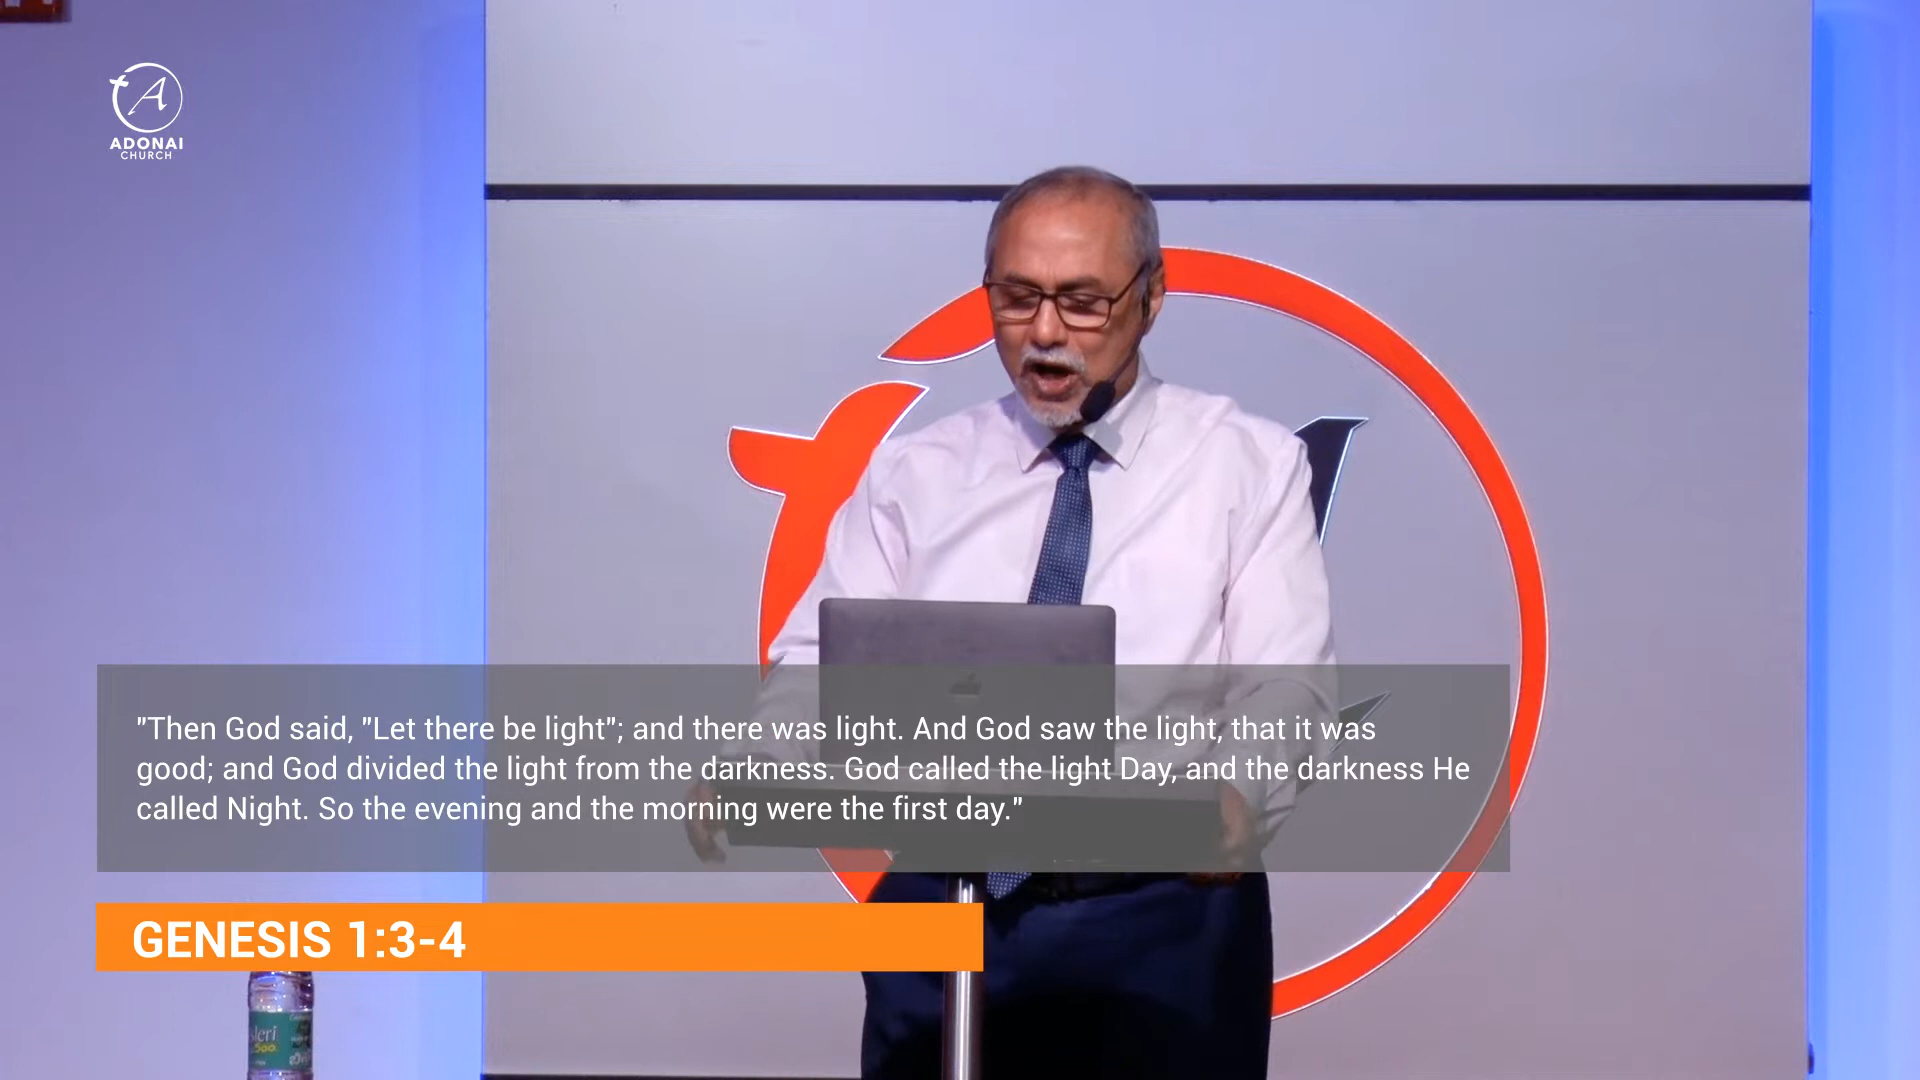 A
ADONAI
CHURCH
"Then God said, "Let there be light"; and there was light. And God saw the light, that it was
good; and God divided the light from the darkness. God called the light Day, and the darkness He
called Night. So the evening and the morning were the first day."
GENESIS 1:3-4
500